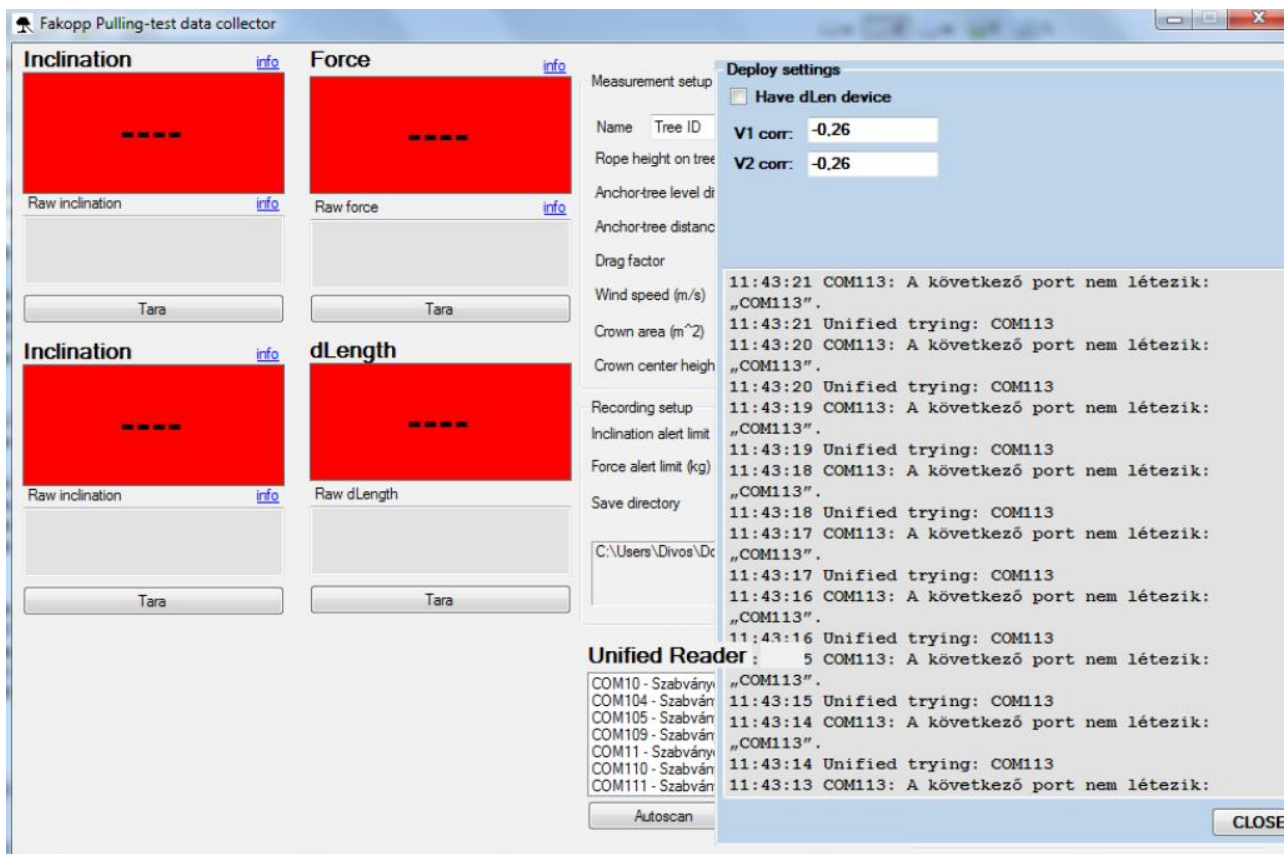 Fakopp Pulling-test data collector
Inclination info
----
Raw inclination info
Tara
Force info
----
Raw force info
Tara
Inclination info
----
Raw inclination info
Tara
dLength
----
Raw dLength
Tara
Measurement setup
Name Tree ID
Rope height on tree
Anchor-tree level di
Anchor-tree distanc
Drag factor
Wind speed (m/s)
Crown area (m^2)
Crown center heigh
Recording setup
Inclination alert limit
Force alert limit (kg)
Save directory
C:\Users\Divos\Do
Unified Reader
COM10 - Szabvány
COM104 - Szabván
COM105 - Szabván
COM109 - Szabván
COM11 - Szabvány
COM110 - Szabván
COM111 - Szabván
Autoscan
Deploy settings
Have dLen device
V1 corr: -0,26
V2 corr: -0,26
11:43:21 COM113: A következő port nem létezik:
„COM113”.
11:43:21 Unified trying: COM113
11:43:20 COM113: A következő port nem létezik:
„COM113”.
11:43:20 Unified trying: COM113
11:43:19 COM113: A következő port nem létezik:
„COM113”.
11:43:19 Unified trying: COM113
11:43:18 COM113: A következő port nem létezik:
„COM113”.
11:43:18 Unified trying: COM113
11:43:17 COM113: A következő port nem létezik:
„COM113”.
11:43:17 Unified trying: COM113
11:43:16 COM113: A következő port nem létezik:
„COM113”.
11:43:16 Unified trying: COM113
5 COM113: A következő port nem létezik:
„COM113”.
11:43:15 Unified trying: COM113
11:43:14 COM113: A következő port nem létezik:
„COM113”.
11:43:14 Unified trying: COM113
11:43:13 COM113: A következő port nem létezik:
CLOSE